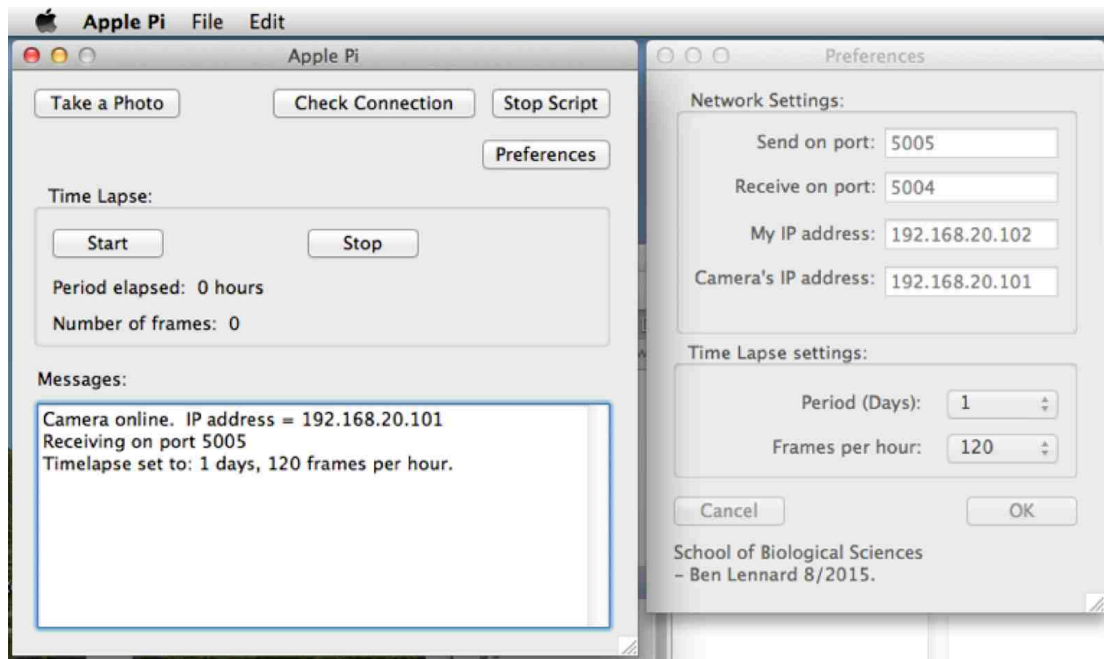 Apple Pi File Edit
Apple Pi
Take a Photo Check Connection Stop Script
Preferences
Time Lapse:
Start Stop
Period elapsed: 0 hours
Number of frames: 0
Messages:
Camera online. IP address = 192.168.20.101
Receiving on port 5005
Timelapse set to: 1 days, 120 frames per hour.
Preferences
Network Settings:
Send on port: 5005
Receive on port: 5004
My IP address: 192.168.20.102
Camera's IP address: 192.168.20.101
Time Lapse settings:
Period (Days): 1
Frames per hour: 120
Cancel OK
School of Biological Sciences
– Ben Lennard 8/2015.